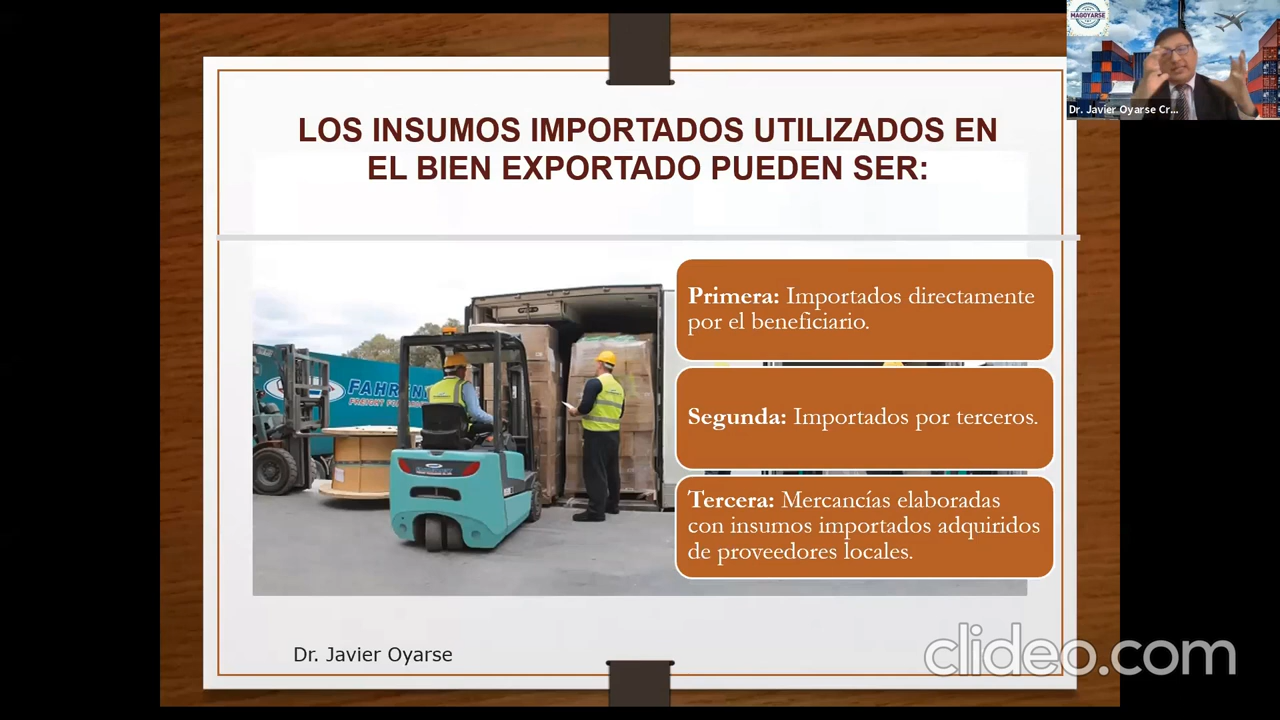 LOS INSUMOS IMPORTADOS UTILIZADOS EN
EL BIEN EXPORTADO PUEDEN SER:
Primera: Importados directamente
por el beneficiario.
Segunda: Importados por terceros.
Tercera: Mercancías elaboradas
con insumos importados adquiridos
de proveedores locales.
Dr. Javier Oyarse
MAGOYARSE
Dr. Javier Oyarse Cr...
clideo.com